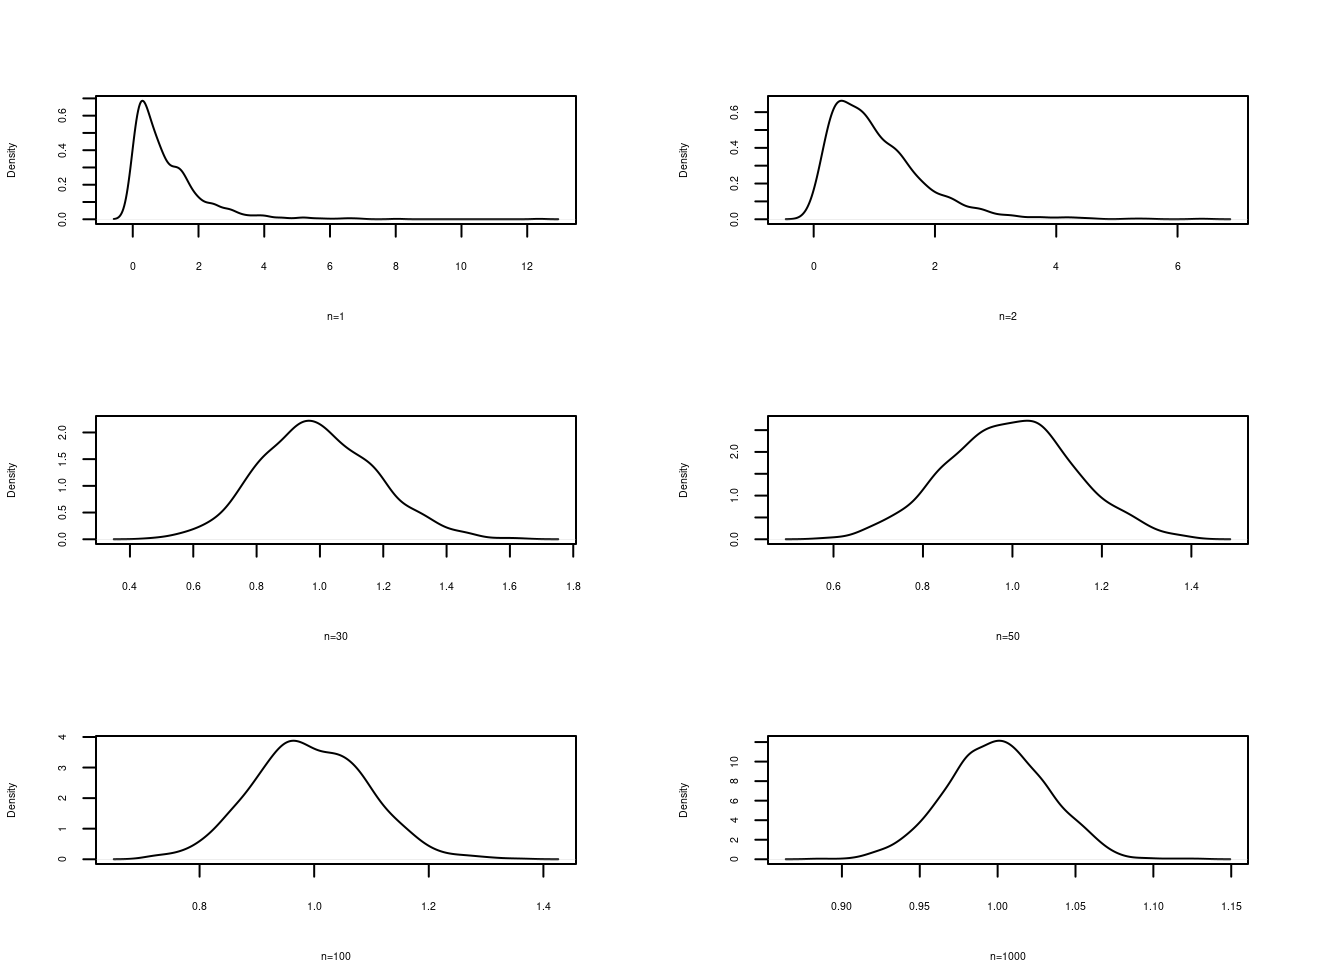 Density
0.0 0.2 0.4 0.6
0 2 4 6 8 10 12
n=1
Density
0.0 0.2 0.4 0.6
0 2 4 6
n=2
Density
0.0 0.5 1.0 1.5 2.0
0.4 0.6 0.8 1.0 1.2 1.4 1.6 1.8
n=30
Density
0.0 1.0 2.0
0.6 0.8 1.0 1.2 1.4
n=50
Density
0 1 2 3 4
0.8 1.0 1.2 1.4
n=100
Density
0 2 4 6 8 10
0.90 0.95 1.00 1.05 1.10 1.15
n=1000